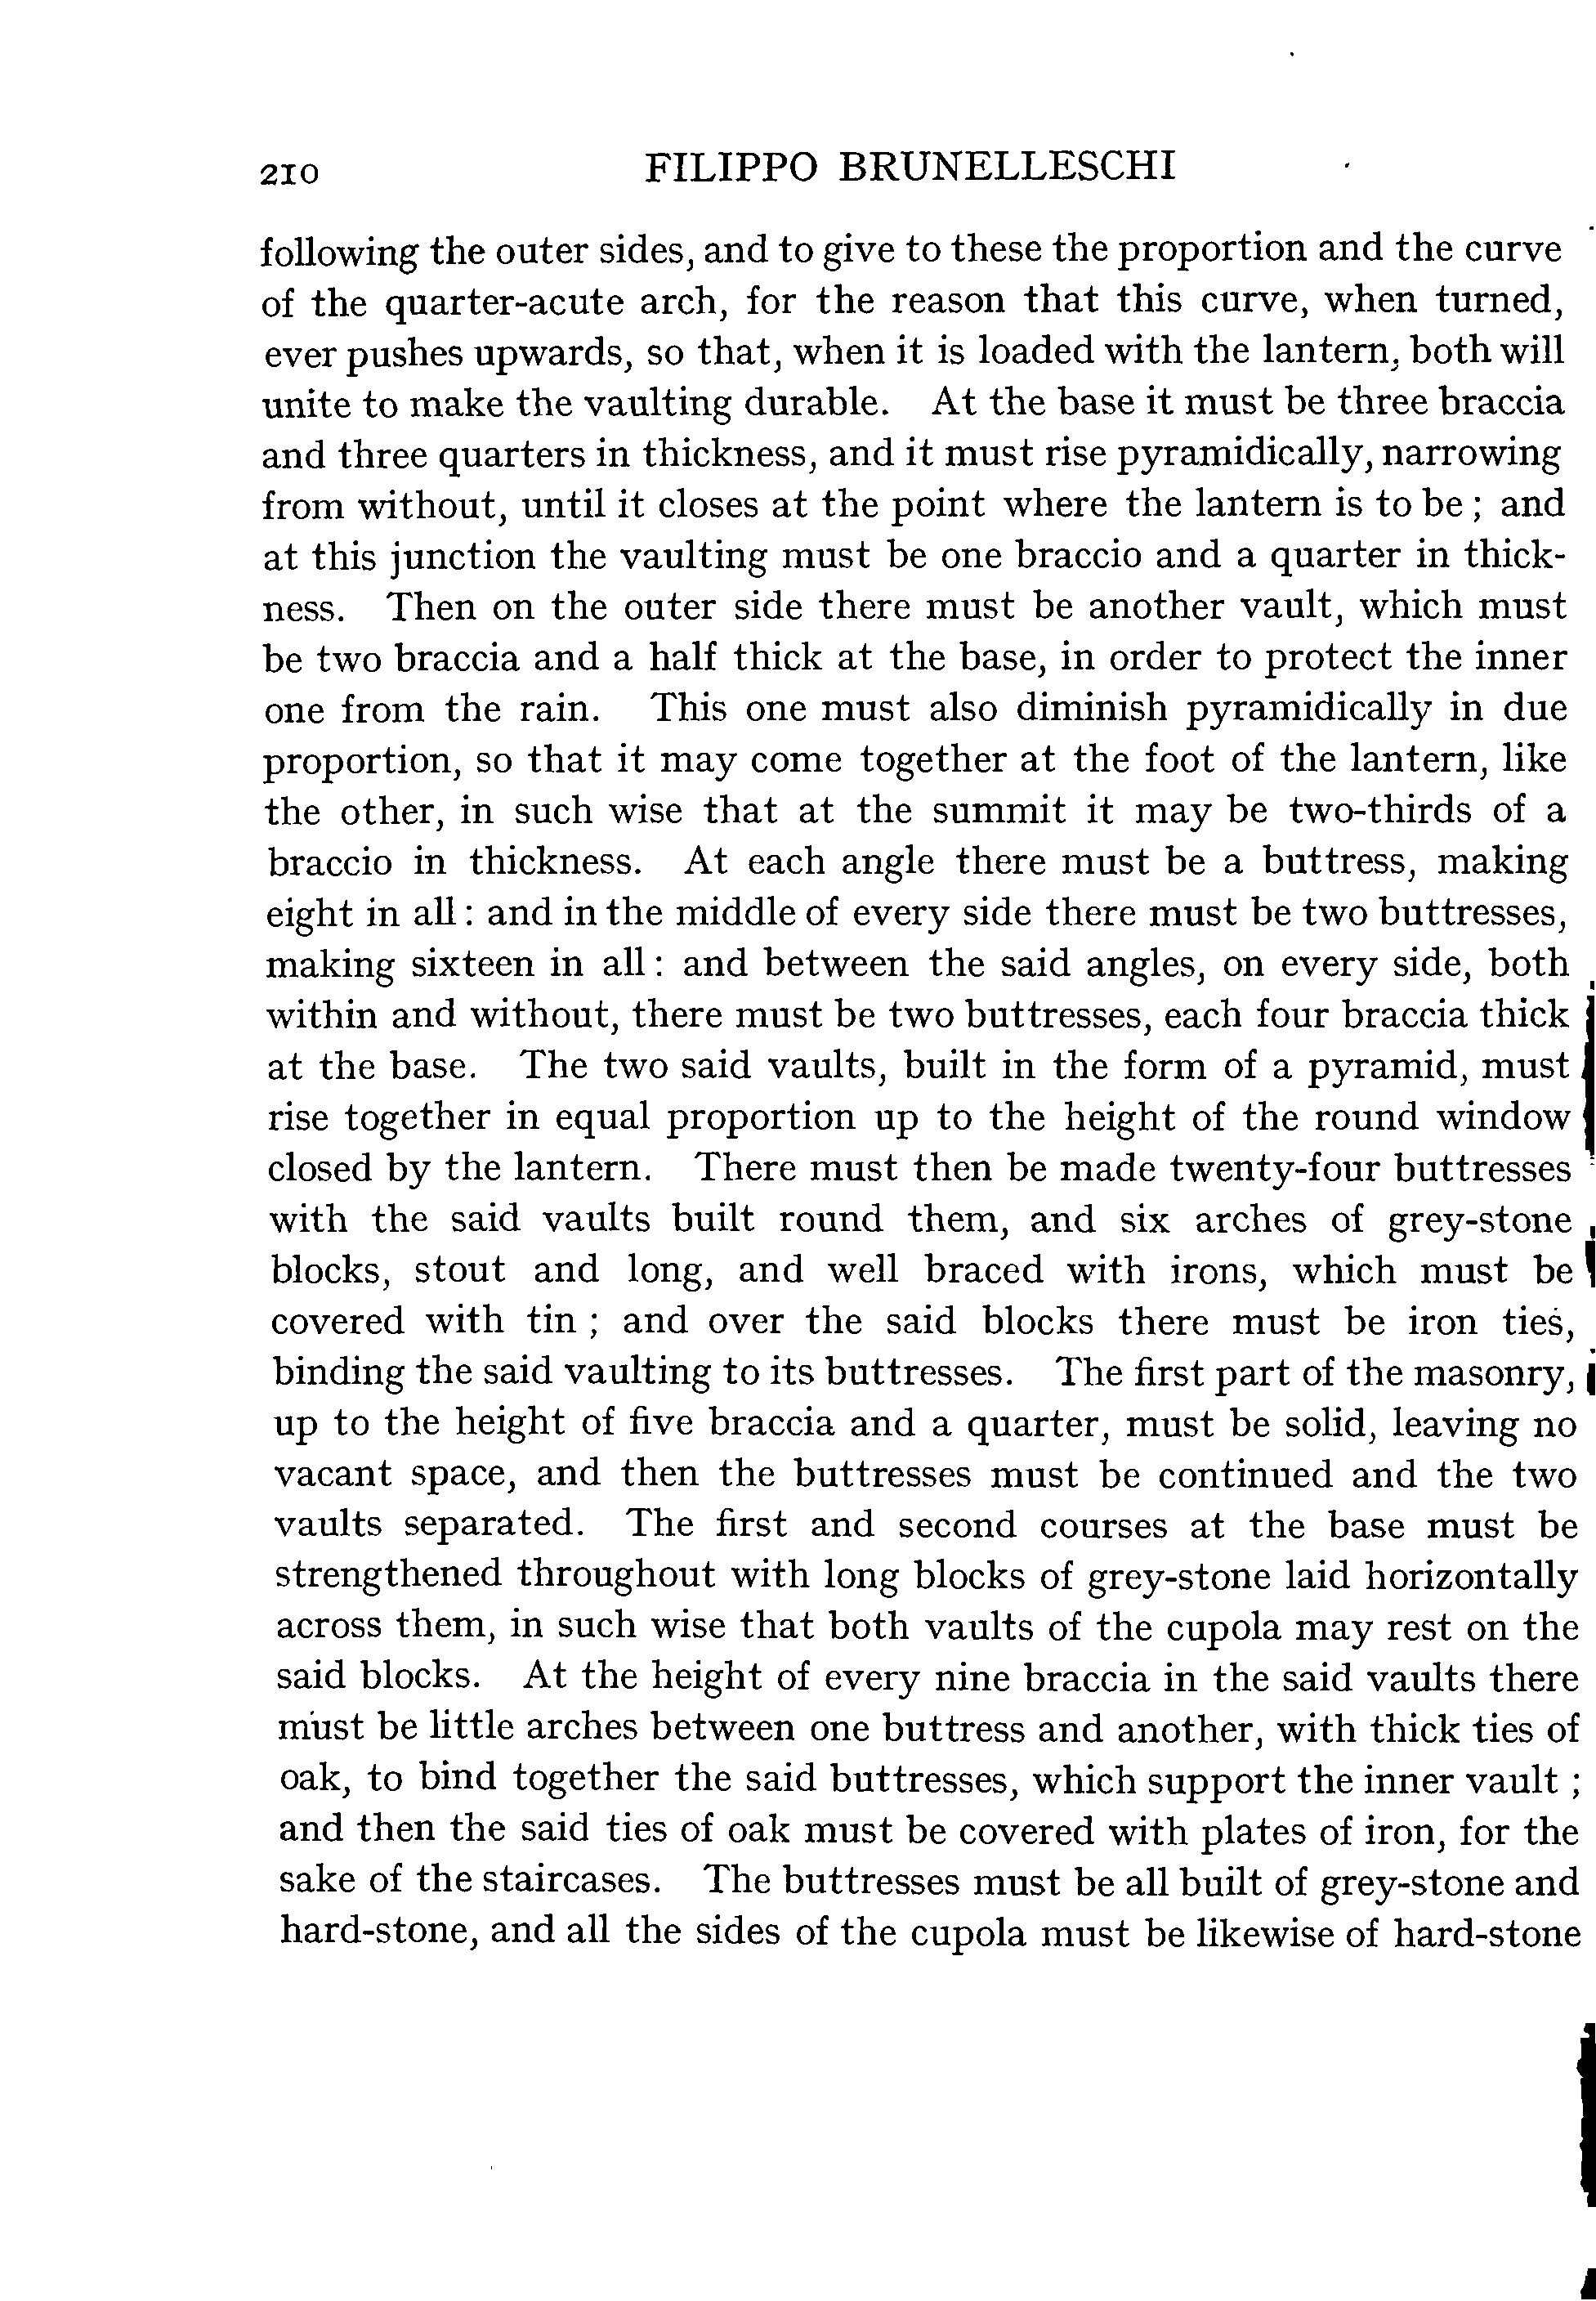 210 FILIPPO BRUNELLESCHI
following the outer sides, and to give to these the proportion and the curve
of the quarter-acute arch, for the reason that this curve, when turned,
ever pushes upwards, so that, when it is loaded with the lantern, both will
unite to make the vaulting durable. At the base it must be three braccia
and three quarters in thickness, and it must rise pyramidically, narrowing
from without, until it closes at the point where the lantern is to be ; and
at this junction the vaulting must be one braccio and a quarter in thick-
ness. Then on the outer side there must be another vault, which must
be two braccia and a half thick at the base, in order to protect the inner
one from the rain. This one must also diminish pyramidically in due
proportion, so that it may come together at the foot of the lantern, like
the other, in such wise that at the summit it may be two-thirds of a
braccio in thickness. At each angle there must be a buttress, making
eight in all : and in the middle of every side there must be two buttresses,
making sixteen in all : and between the said angles, on every side, both
within and without, there must be two buttresses, each four braccia thick
at the base. The two said vaults, built in the form of a pyramid, must
rise together in equal proportion up to the height of the round window
closed by the lantern. There must then be made twenty-four buttresses
with the said vaults built round them, and six arches of grey-stone
blocks, stout and long, and well braced with irons, which must be
covered with tin ; and over the said blocks there must be iron ties,
binding the said vaulting to its buttresses. The first part of the masonry,
up to the height of five braccia and a quarter, must be solid, leaving no
vacant space, and then the buttresses must be continued and the two
vaults separated. The first and second courses at the base must be
strengthened throughout with long blocks of grey-stone laid horizontally
across them, in such wise that both vaults of the cupola may rest on the
said blocks. At the height of every nine braccia in the said vaults there
must be little arches between one buttress and another, with thick ties of
oak, to bind together the said buttresses, which support the inner vault ;
and then the said ties of oak must be covered with plates of iron, for the
sake of the staircases. The buttresses must be all built of grey-stone and
hard-stone, and all the sides of the cupola must be likewise of hard-stone